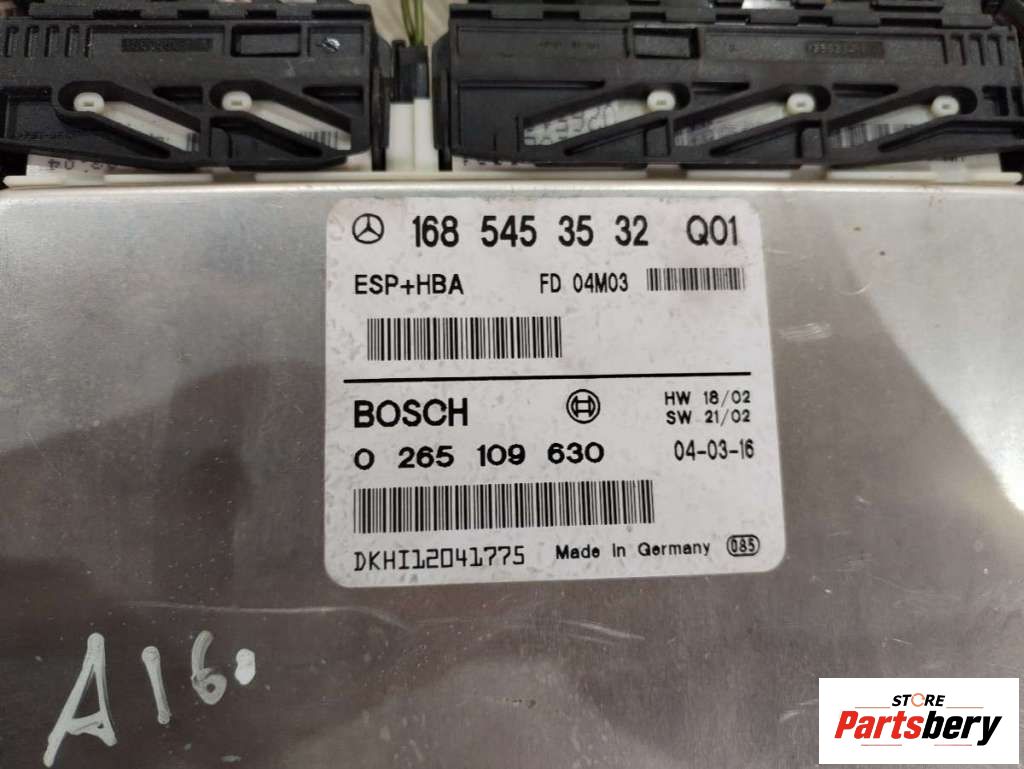 168 545 35 32 Q01
ESP+HBA FD 04M03
BOSCH HW 18/02
SW 21/02
0 265 109 630 04-03-16
DKHI12041775 Made In Germany 085
A160
STORE
Partsbery